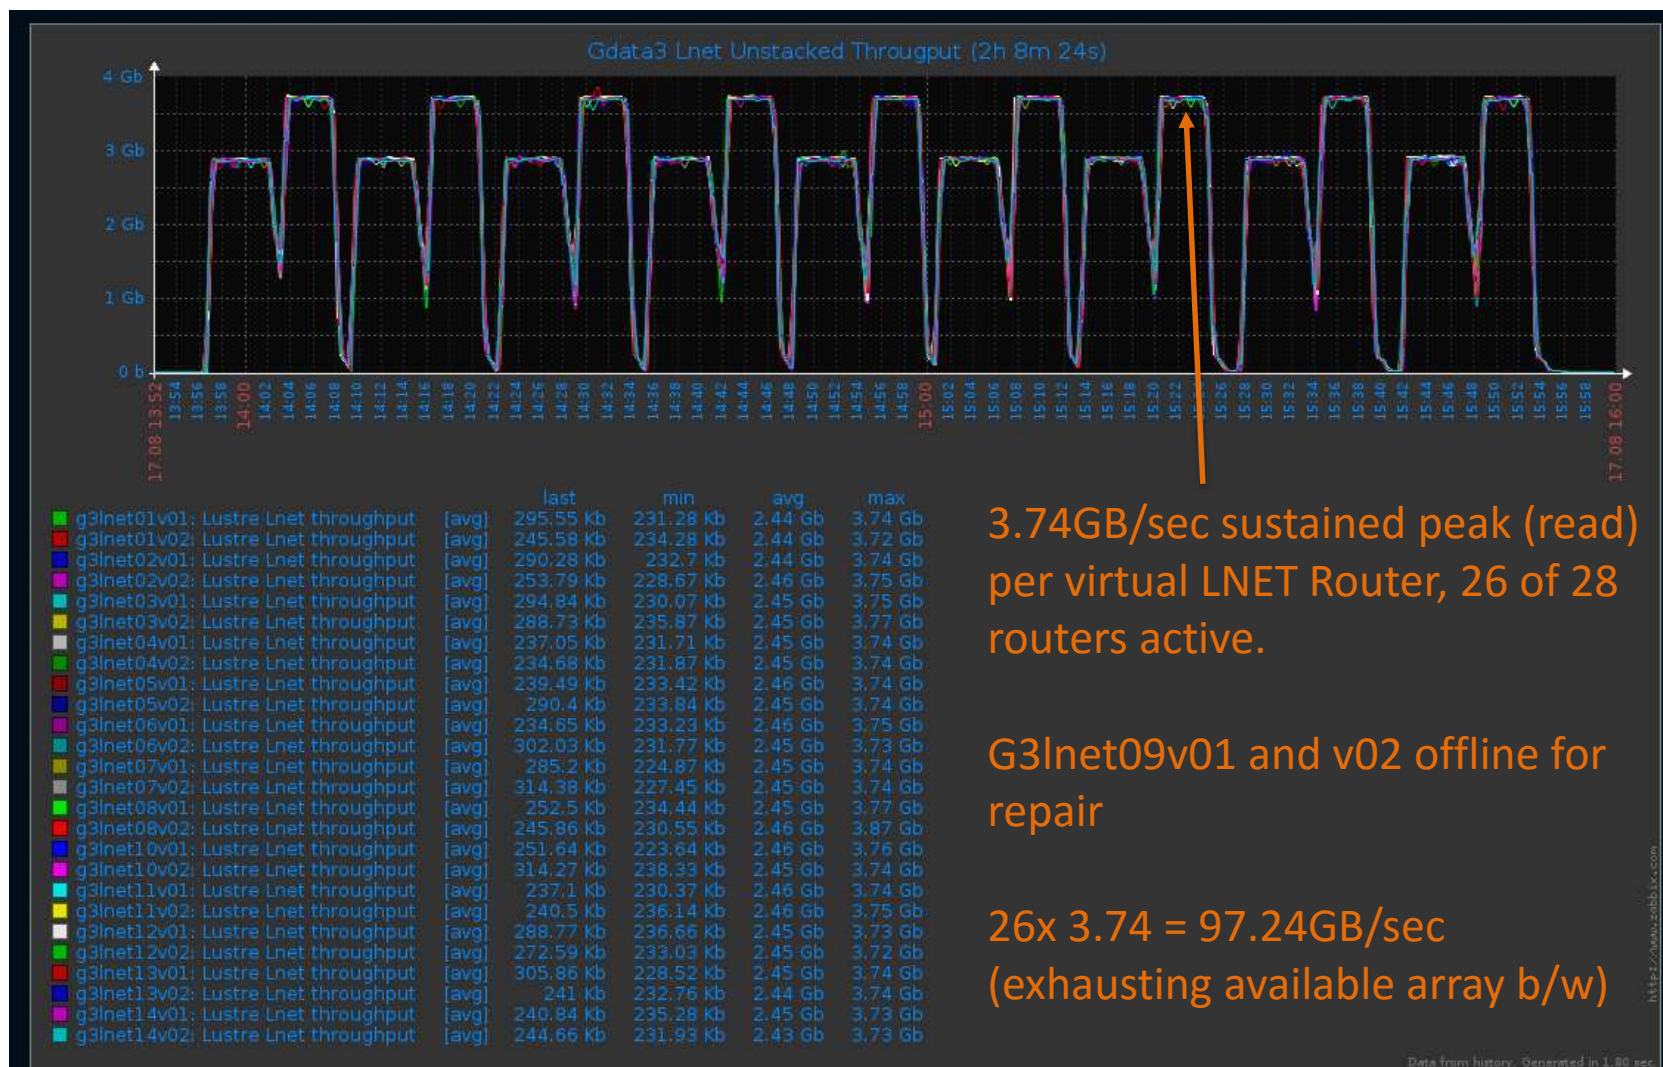 Gdata3 Lnet Unstacked Througput (2h 8m 24s)
4 Gb
3 Gb
2 Gb
1 Gb
0 b
17.08 13:52 13:54 13:56 13:58 14:00 14:02 14:04 14:06 14:08 14:10 14:12 14:14 14:16 14:18 14:20 14:22 14:24 14:26 14:28 14:30 14:32 14:34 14:36 14:38 14:40 14:42 14:44 14:46 14:48 14:50 14:52 14:54 14:56 14:58 15:00 15:02 15:04 15:06 15:08 15:10 15:12 15:14 15:16 15:18 15:20 15:22 15:26 15:28 15:30 15:32 15:34 15:36 15:38 15:40 15:42 15:44 15:46 15:48 15:50 15:52 15:54 15:56 15:58 17.08 16:00
last min avg max
g3lnet01v01: Lustre Lnet throughput [avg] 295.55 Kb 231.28 Kb 2.44 Gb 3.74 Gb
g3lnet01v02: Lustre Lnet throughput [avg] 245.58 Kb 234.28 Kb 2.44 Gb 3.72 Gb
g3lnet02v01: Lustre Lnet throughput [avg] 290.28 Kb 232.7 Kb 2.44 Gb 3.74 Gb
g3lnet02v02: Lustre Lnet throughput [avg] 253.79 Kb 228.67 Kb 2.46 Gb 3.75 Gb
g3lnet03v01: Lustre Lnet throughput [avg] 294.84 Kb 230.07 Kb 2.45 Gb 3.75 Gb
g3lnet03v02: Lustre Lnet throughput [avg] 288.73 Kb 235.87 Kb 2.45 Gb 3.77 Gb
g3lnet04v01: Lustre Lnet throughput [avg] 237.05 Kb 231.71 Kb 2.45 Gb 3.74 Gb
g3lnet04v02: Lustre Lnet throughput [avg] 234.68 Kb 231.87 Kb 2.45 Gb 3.74 Gb
g3lnet05v01: Lustre Lnet throughput [avg] 239.49 Kb 233.42 Kb 2.46 Gb 3.74 Gb
g3lnet05v02: Lustre Lnet throughput [avg] 290.4 Kb 233.84 Kb 2.45 Gb 3.74 Gb
g3lnet06v01: Lustre Lnet throughput [avg] 234.65 Kb 233.23 Kb 2.46 Gb 3.75 Gb
g3lnet06v02: Lustre Lnet throughput [avg] 302.03 Kb 231.77 Kb 2.45 Gb 3.73 Gb
g3lnet07v01: Lustre Lnet throughput [avg] 285.2 Kb 224.87 Kb 2.45 Gb 3.74 Gb
g3lnet07v02: Lustre Lnet throughput [avg] 314.38 Kb 227.45 Kb 2.45 Gb 3.74 Gb
g3lnet08v01: Lustre Lnet throughput [avg] 252.5 Kb 234.44 Kb 2.45 Gb 3.77 Gb
g3lnet08v02: Lustre Lnet throughput [avg] 245.86 Kb 230.55 Kb 2.46 Gb 3.87 Gb
g3lnet10v01: Lustre Lnet throughput [avg] 251.64 Kb 223.64 Kb 2.46 Gb 3.76 Gb
g3lnet10v02: Lustre Lnet throughput [avg] 314.27 Kb 238.33 Kb 2.45 Gb 3.74 Gb
g3lnet11v01: Lustre Lnet throughput [avg] 237.1 Kb 230.37 Kb 2.46 Gb 3.74 Gb
g3lnet11v02: Lustre Lnet throughput [avg] 240.5 Kb 236.14 Kb 2.46 Gb 3.75 Gb
g3lnet12v01: Lustre Lnet throughput [avg] 288.77 Kb 236.66 Kb 2.45 Gb 3.73 Gb
g3lnet12v02: Lustre Lnet throughput [avg] 272.59 Kb 233.03 Kb 2.45 Gb 3.72 Gb
g3lnet13v01: Lustre Lnet throughput [avg] 305.86 Kb 228.52 Kb 2.45 Gb 3.74 Gb
g3lnet13v02: Lustre Lnet throughput [avg] 241 Kb 232.76 Kb 2.44 Gb 3.74 Gb
g3lnet14v01: Lustre Lnet throughput [avg] 240.84 Kb 235.28 Kb 2.45 Gb 3.73 Gb
g3lnet14v02: Lustre Lnet throughput [avg] 244.66 Kb 231.93 Kb 2.43 Gb 3.73 Gb
3.74GB/sec sustained peak (read)
per virtual LNET Router, 26 of 28
routers active.
G3lnet09v01 and v02 offline for
repair
26x 3.74 = 97.24GB/sec
(exhausting available array b/w)
http://www.zabbix.com
Data from history. Generated in 1.80 sec